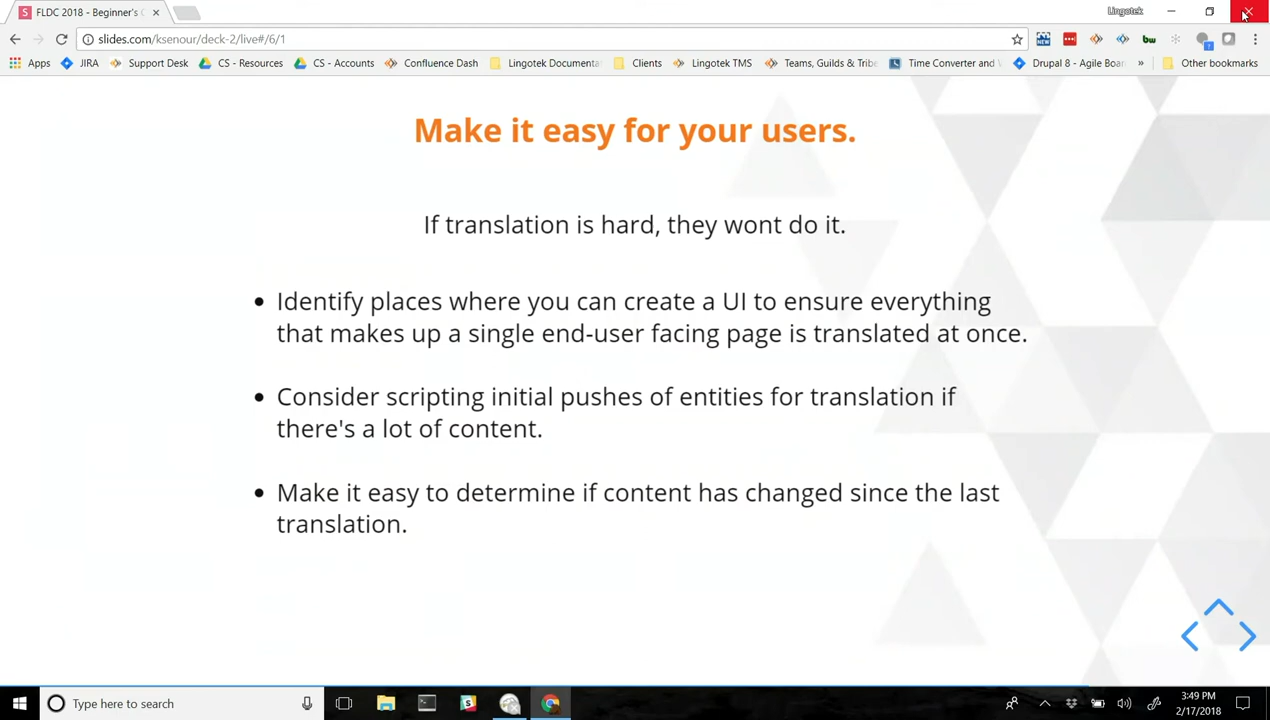 FLDC 2018 - Beginner's
Lingotek
slides.com/ksenour/deck-2/live#/6/1
NEW
bw
Apps JIRA Support Desk CS - Resources CS - Accounts Confluence Dash Lingotek Documenta Clients Lingotek TMS Teams, Guilds & Tribe Time Converter and Drupal 8 - Agile Boar » Other bookmarks
Make it easy for your users.
If translation is hard, they wont do it.
• Identify places where you can create a UI to ensure everything
that makes up a single end-user facing page is translated at once.
• Consider scripting initial pushes of entities for translation if
there's a lot of content.
• Make it easy to determine if content has changed since the last
translation.
Type here to search
3:49 PM
2/17/2018